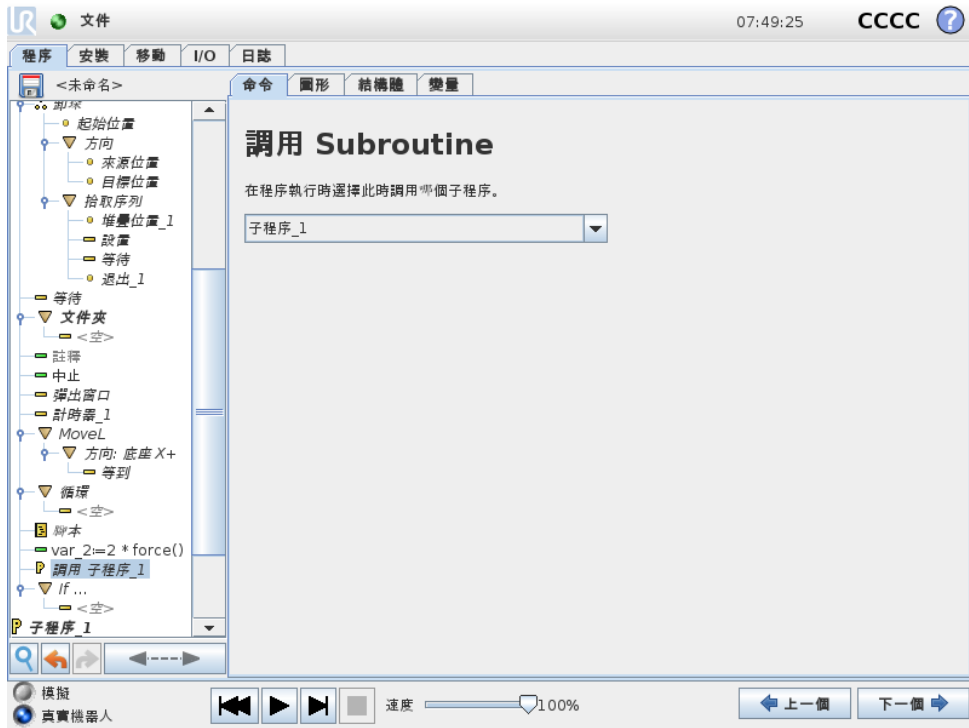 UR 文件 07:49:25 CCCC ?
程序 安裝 移動 I/O 日誌
<未命名>
命令 圖形 結構體 變量
卸垛
起始位置
方向
來源位置
目標位置
拾取序列
堆疊位置_1
設置
等待
退出_1
等待
文件夾
<空>
註釋
中止
彈出窗口
計時器_1
MoveL
方向: 底座 X+
等到
循環
<空>
腳本
var_2:=2 * force()
調用 子程序_1
If ...
<空>
子程序_1
調用 Subroutine
在程序執行時選擇此時調用哪個子程序。
子程序_1
模擬
真實機器人
速度 100%
上一個 下一個